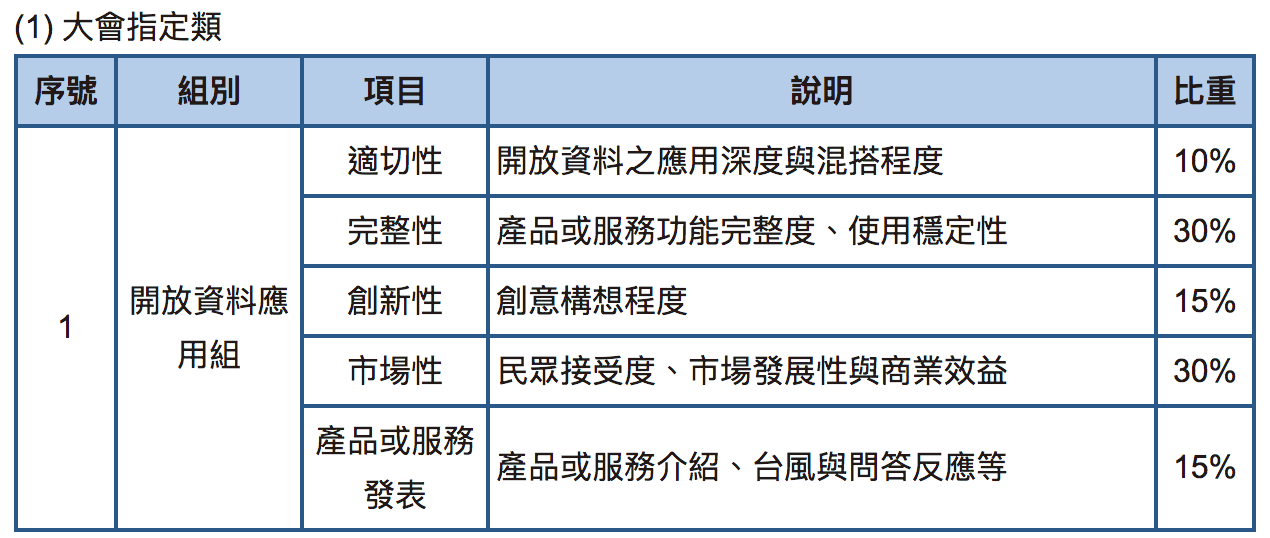 (1) 大會指定類
序號 組別 項目 說明 比重
1
開放資料應
用組
適切性 開放資料之應用深度與混搭程度 10%
完整性 產品或服務功能完整度、使用穩定性 30%
創新性 創意構想程度 15%
市場性 民眾接受度、市場發展性與商業效益 30%
產品或服務
發表
產品或服務介紹、台風與問答反應等 15%